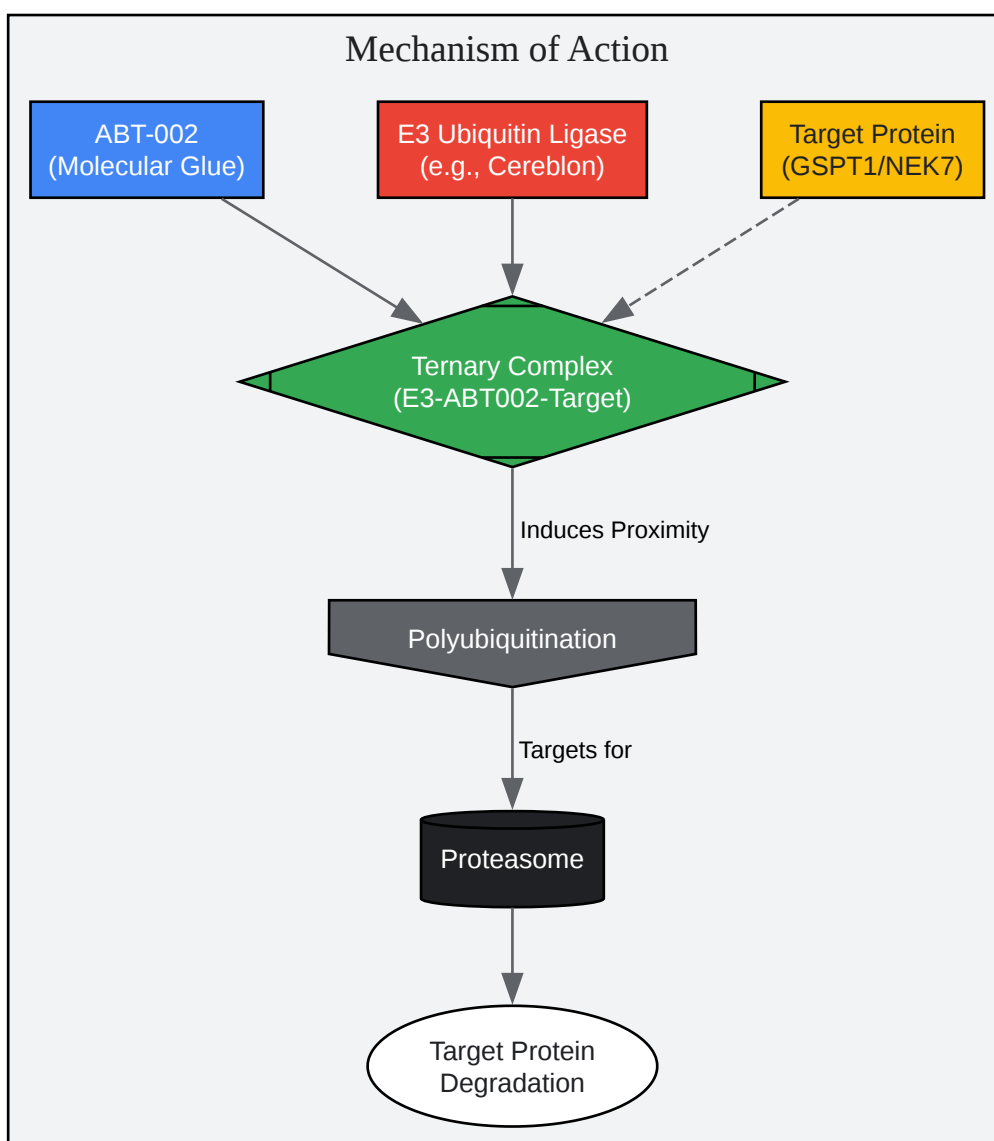 Mechanism of Action
ABT-002
(Molecular Glue)
E3 Ubiquitin Ligase
(e.g., Cereblon)
Target Protein
(GSPT1/NEK7)
Ternary Complex
(E3-ABT002-Target)
Induces Proximity
Polyubiquitination
Targets for
Proteasome
Target Protein
Degradation